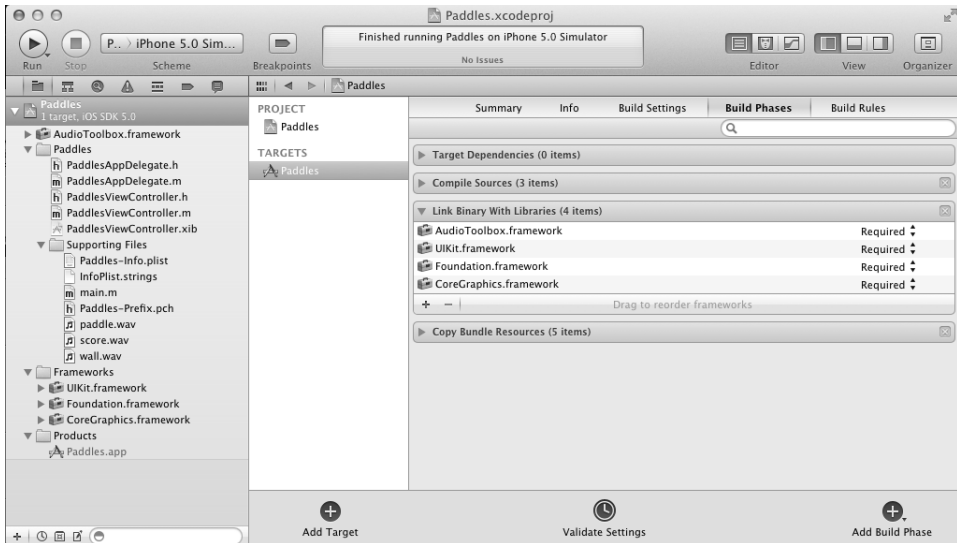 Paddles.xcodeproj
P.. iPhone 5.0 Sim...
Finished running Paddles on iPhone 5.0 Simulator
No Issues
Run Stop Scheme Breakpoints Editor View Organizer
Paddles
Paddles
1 target, iOS SDK 5.0
AudioToolbox.framework
Paddles
PaddlesAppDelegate.h
PaddlesAppDelegate.m
PaddlesViewController.h
PaddlesViewController.m
PaddlesViewController.xib
Supporting Files
Paddles-Info.plist
InfoPlist.strings
main.m
Paddles-Prefix.pch
paddle.wav
score.wav
wall.wav
Frameworks
UIKit.framework
Foundation.framework
CoreGraphics.framework
Products
Paddles.app
PROJECT
Paddles
TARGETS
Paddles
Summary Info Build Settings Build Phases Build Rules
Target Dependencies (0 items)
Compile Sources (3 items)
Link Binary With Libraries (4 items)
AudioToolbox.framework Required
UIKit.framework Required
Foundation.framework Required
CoreGraphics.framework Required
+ − Drag to reorder frameworks
Copy Bundle Resources (5 items)
Add Target Validate Settings Add Build Phase